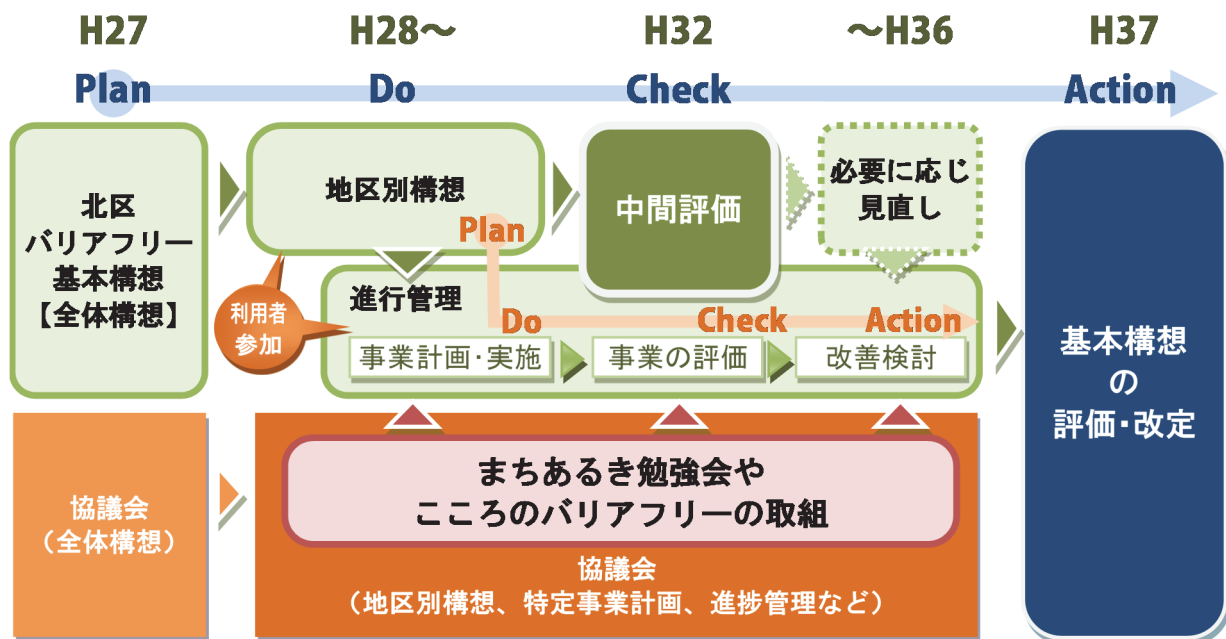 H27
H28～
H32
～H36
H37
Plan
Do
Check
Action
北区
バリアフリー
基本構想
【全体構想】
地区別構想
Plan
中間評価
必要に応じ
見直し
利用者
参加
進行管理
Do
Check
Action
事業計画･実施
事業の評価
改善検討
基本構想
の
評価･改定
協議会
（全体構想）
まちあるき勉強会や
こころのバリアフリーの取組
協議会
（地区別構想、特定事業計画、進捗管理など）